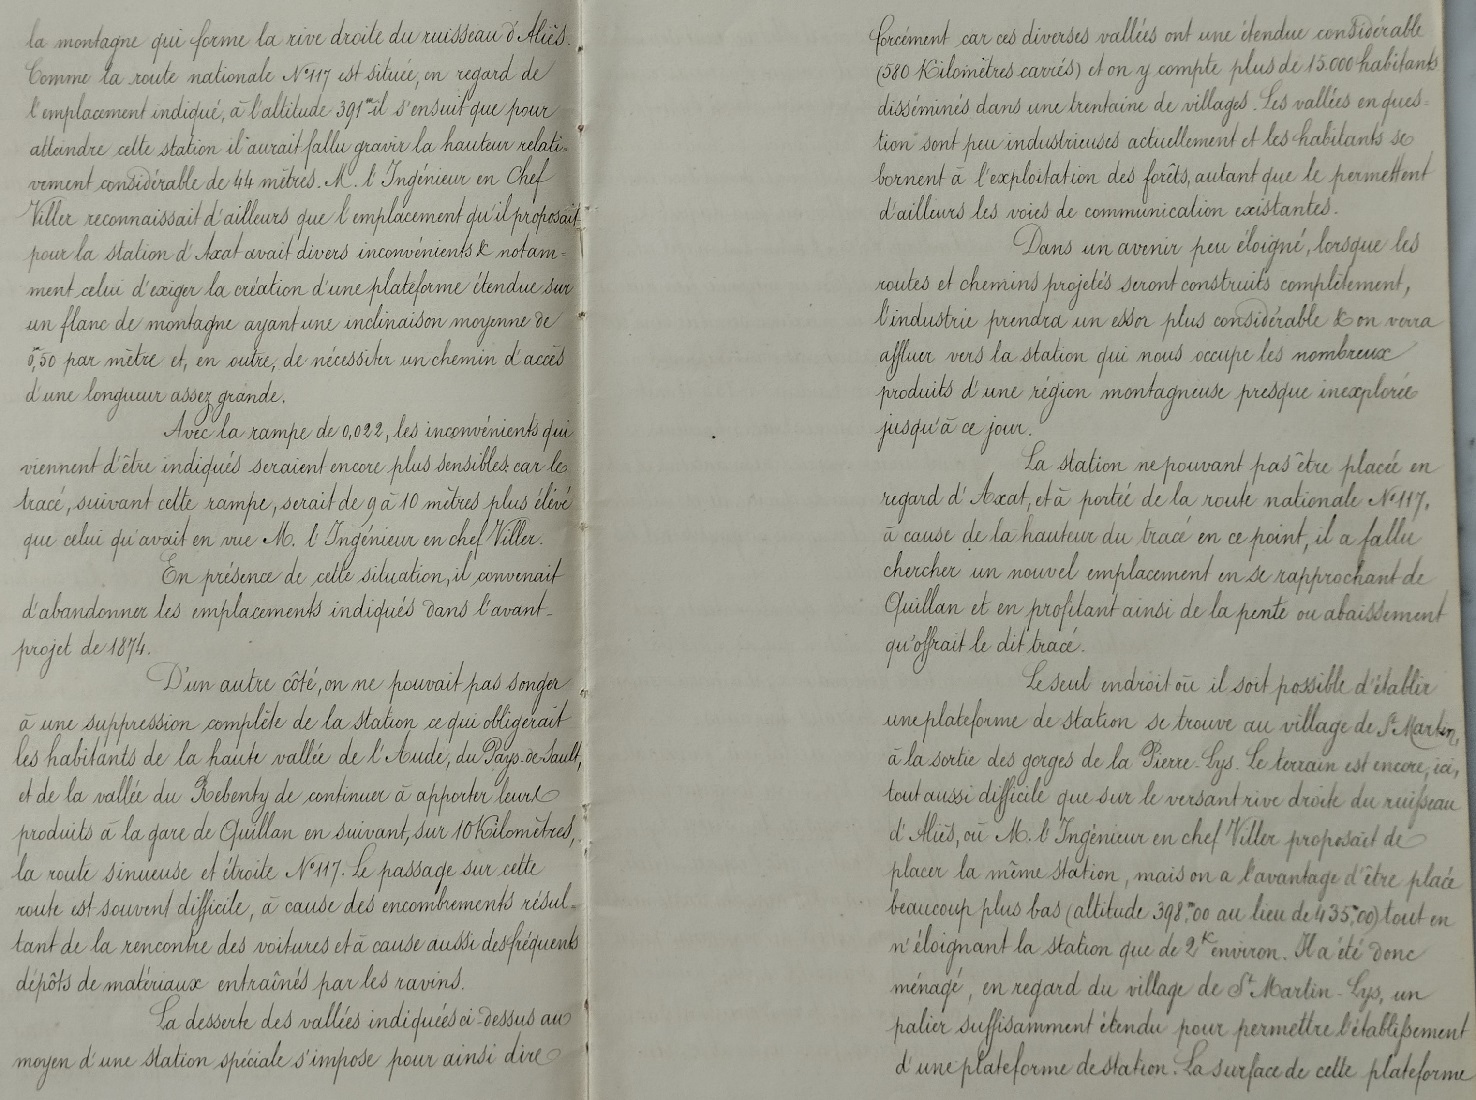 la montagne qui forme la rive droite du ruisseau d'Aliès.
Comme la route nationale N°117 est située, en regard de
l'emplacement indiqué, à l'altitude 391ᵐ il s'ensuit que pour
atteindre cette station il aurait fallu gravir la hauteur relati-
vement considérable de 44 mètres. M. l'Ingénieur en Chef
Viller reconnaissait d'ailleurs que l'emplacement qu'il proposait
pour la station d'Axat avait divers inconvénients & notam-
ment celui d'exiger la création d'une plateforme étendue sur
un flanc de montagne ayant une inclinaison moyenne de
0ᵐ,50 par mètre et, en outre, de nécessiter un chemin d'accès
d'une longueur assez grande.
Avec la rampe de 0,022, les inconvénients qui
viennent d'être indiqués seraient encore plus sensibles car le
tracé, suivant cette rampe, serait de 9 à 10 mètres plus élevé
que celui qu'avait en vue M. l'Ingénieur en chef Viller.
En présence de cette situation, il convenait
d'abandonner les emplacements indiqués dans l'avant-
projet de 1874.
D'un autre côté, on ne pouvait pas songer
à une suppression complète de la station ce qui obligerait
les habitants de la haute vallée de l'Aude, du Pays de Sault,
et de la vallée du Rebenty de continuer à apporter leurs
produits à la gare de Quillan en suivant, sur 10 Kilomètres,
la route sinueuse et étroite N°117. Le passage sur cette
route est souvent difficile, à cause des encombrements résul-
tant de la rencontre des voitures et à cause aussi des fréquents
dépôts de matériaux entraînés par les ravins.
La desserte des vallées indiquées ci-dessus au
moyen d'une station spéciale s'impose pour ainsi dire
forcément car ces diverses vallées ont une étendue considérable
(580 Kilomètres carrés) et on y compte plus de 15.000 habitants
disséminés dans une trentaine de villages. Les vallées en ques-
tion sont peu industrieuses actuellement et les habitants se
bornent à l'exploitation des forêts, autant que le permettent
d'ailleurs les voies de communication existantes.
Dans un avenir peu éloigné, lorsque les
routes et chemins projetés seront construits complètement,
l'industrie prendra un essor plus considérable & on verra
affluer vers la station qui nous occupe les nombreux
produits d'une région montagneuse presque inexplorée
jusqu'à ce jour.
La station ne pouvant pas être placée en
regard d'Axat, et à portée de la route nationale N°117,
à cause de la hauteur du tracé en ce point, il a fallu
chercher un nouvel emplacement en se rapprochant de
Quillan et en profitant ainsi de la pente ou abaissement
qu'offrait le dit tracé.
Le seul endroit où il soit possible d'établir
une plateforme de station se trouve au village de Sᵗ Martin,
à la sortie des gorges de la Pierre-Lys. Le terrain est encore, ici,
tout aussi difficile que sur le versant rive droite du ruisseau
d'Aliès, où M. l'Ingénieur en chef Viller proposait de
placer la même station, mais on a l'avantage d'être placé
beaucoup plus bas (altitude 398ᵐ,00 au lieu de 435ᵐ,00) tout en
n'éloignant la station que de 2ᴷ environ. Il a été donc
ménagé, en regard du village de Sᵗ Martin-Lys, un
palier suffisamment étendu pour permettre l'établissement
d'une plateforme de station. La surface de cette plateforme